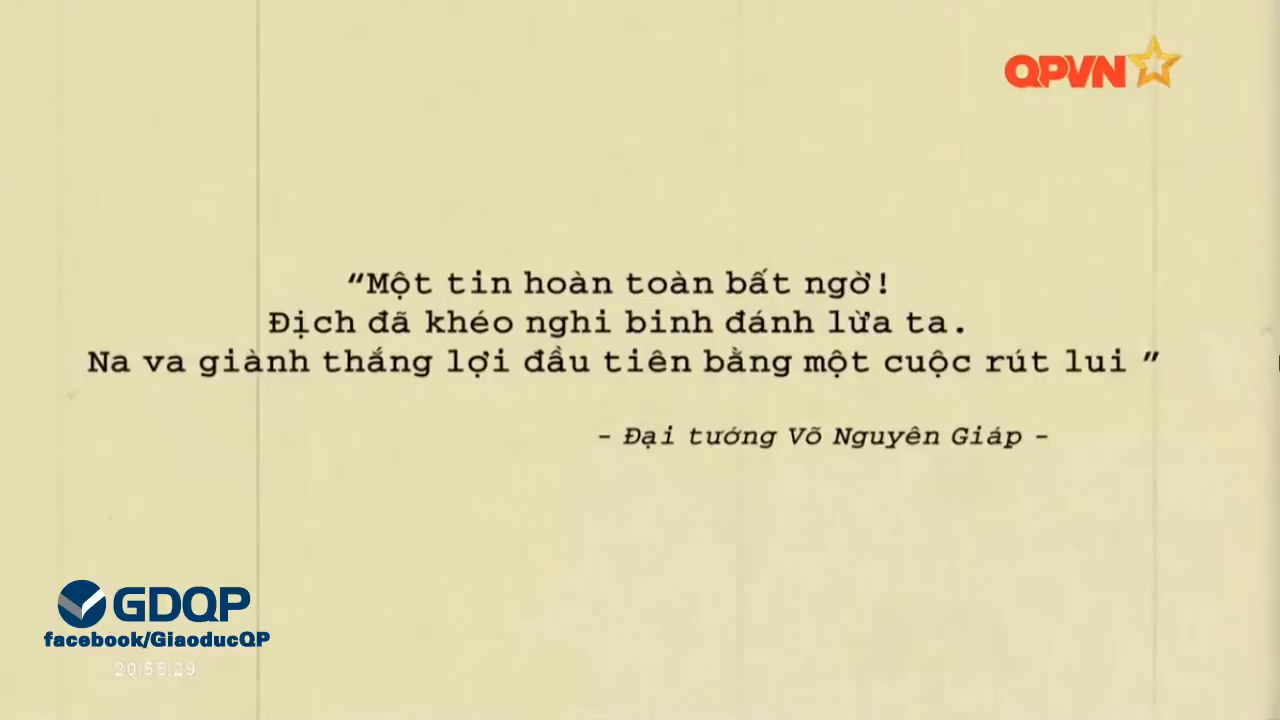 QPVN
“Một tin hoàn toàn bất ngờ!
Địch đã khéo nghi binh đánh lừa ta.
Na va giành thắng lợi đầu tiên bằng một cuộc rút lui ”
- Đại tướng Võ Nguyên Giáp -
GDQP
facebook/GiaoducQP
20:55:29